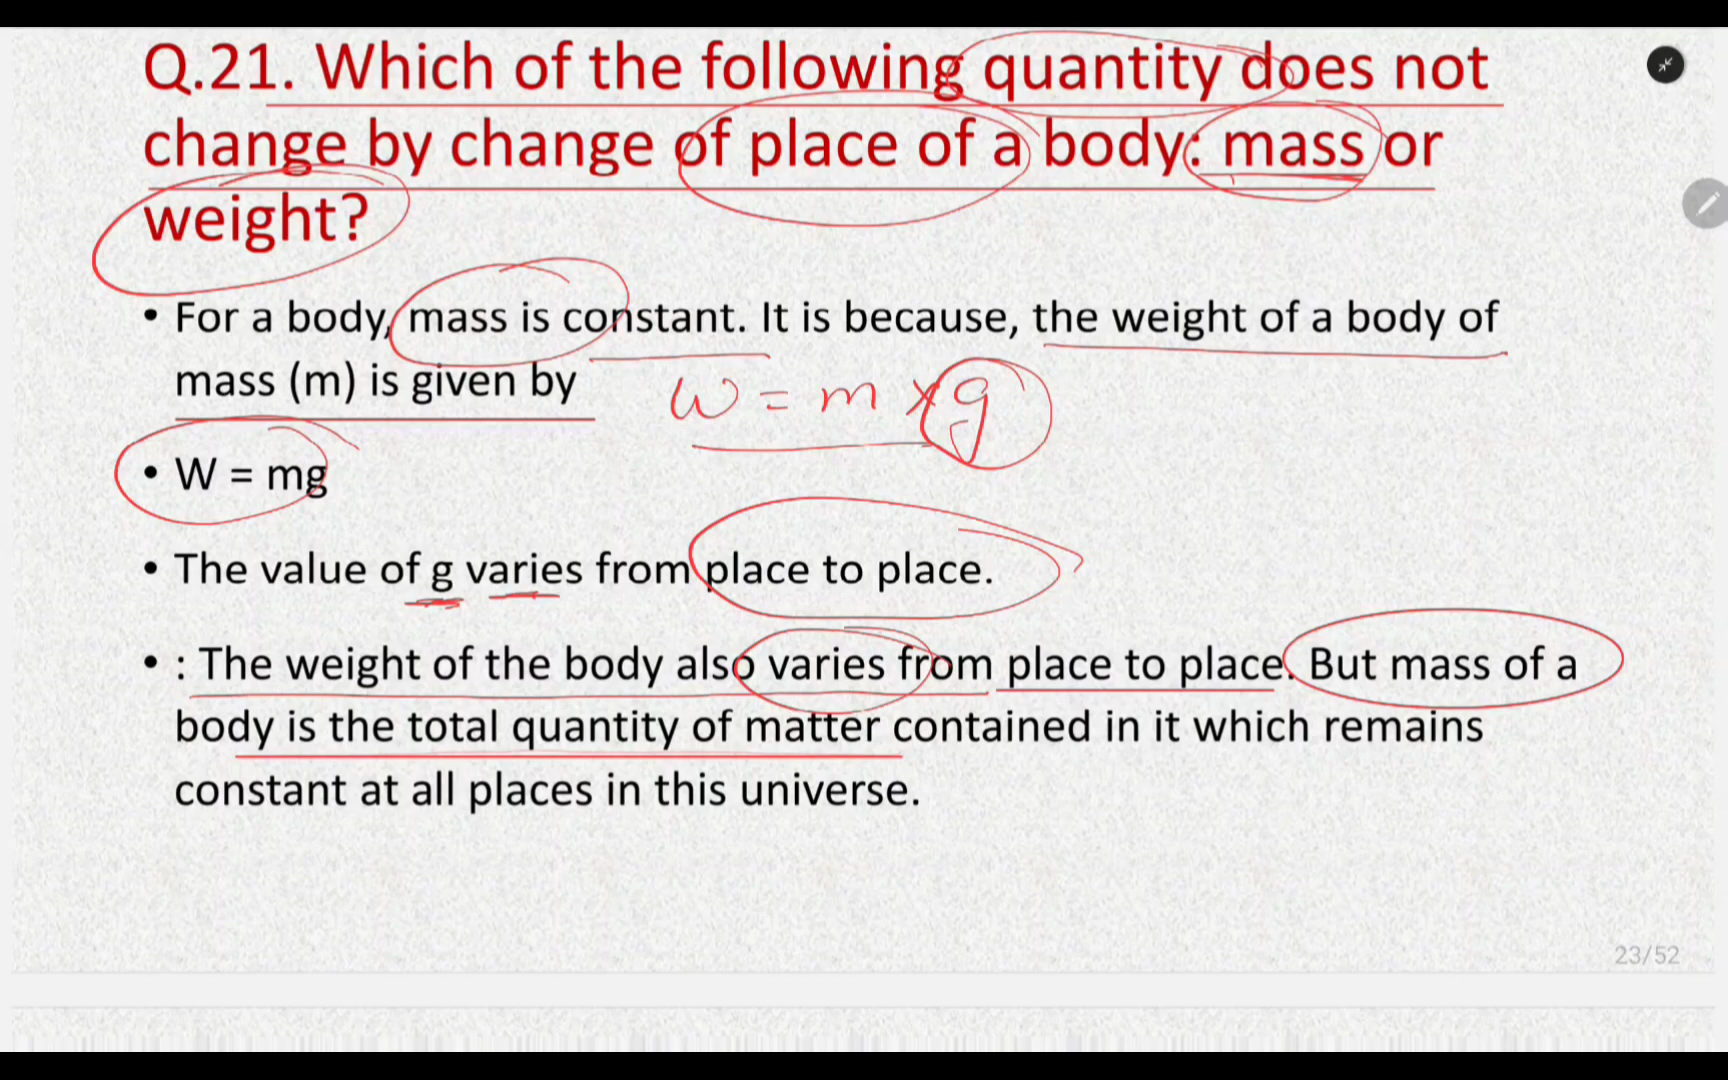 Q.21. Which of the following quantity does not
change by change of place of a body: mass or
weight?
• For a body, mass is constant. It is because, the weight of a body of
mass (m) is given by
W = m × g
• W = mg
• The value of g varies from place to place.
• : The weight of the body also varies from place to place. But mass of a
body is the total quantity of matter contained in it which remains
constant at all places in this universe.
23/52